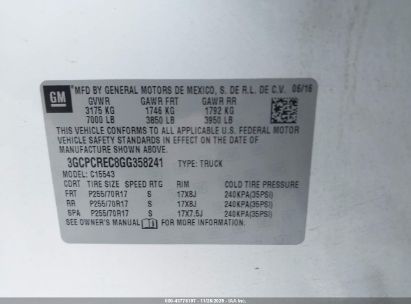 GM
MFD BY GENERAL MOTORS DE MEXICO, S. DE R.L. DE C.V. 06/16
GVWR GAWR FRT GAWR RR
3175 KG 1746 KG 1792 KG
7000 LB 3850 LB 3950 LB
THIS VEHICLE CONFORMS TO ALL APPLICABLE U.S. FEDERAL MOTOR
VEHICLE SAFETY STANDARDS IN EFFECT ON THE DATE OF
MANUFACTURE SHOWN ABOVE.
3GCPCREC8GG358241 TYPE: TRUCK
MODEL: C15543
CORT TIRE SIZE SPEED RTG RIM COLD TIRE PRESSURE
FRT P255/70R17 S 17X8J 240KPA(35PSI)
RR P255/70R17 S 17X8J 240KPA(35PSI)
SPA P255/70R17 S 17X7.5J 240KPA(35PSI)
SEE OWNER'S MANUAL FOR MORE INFORMATION.